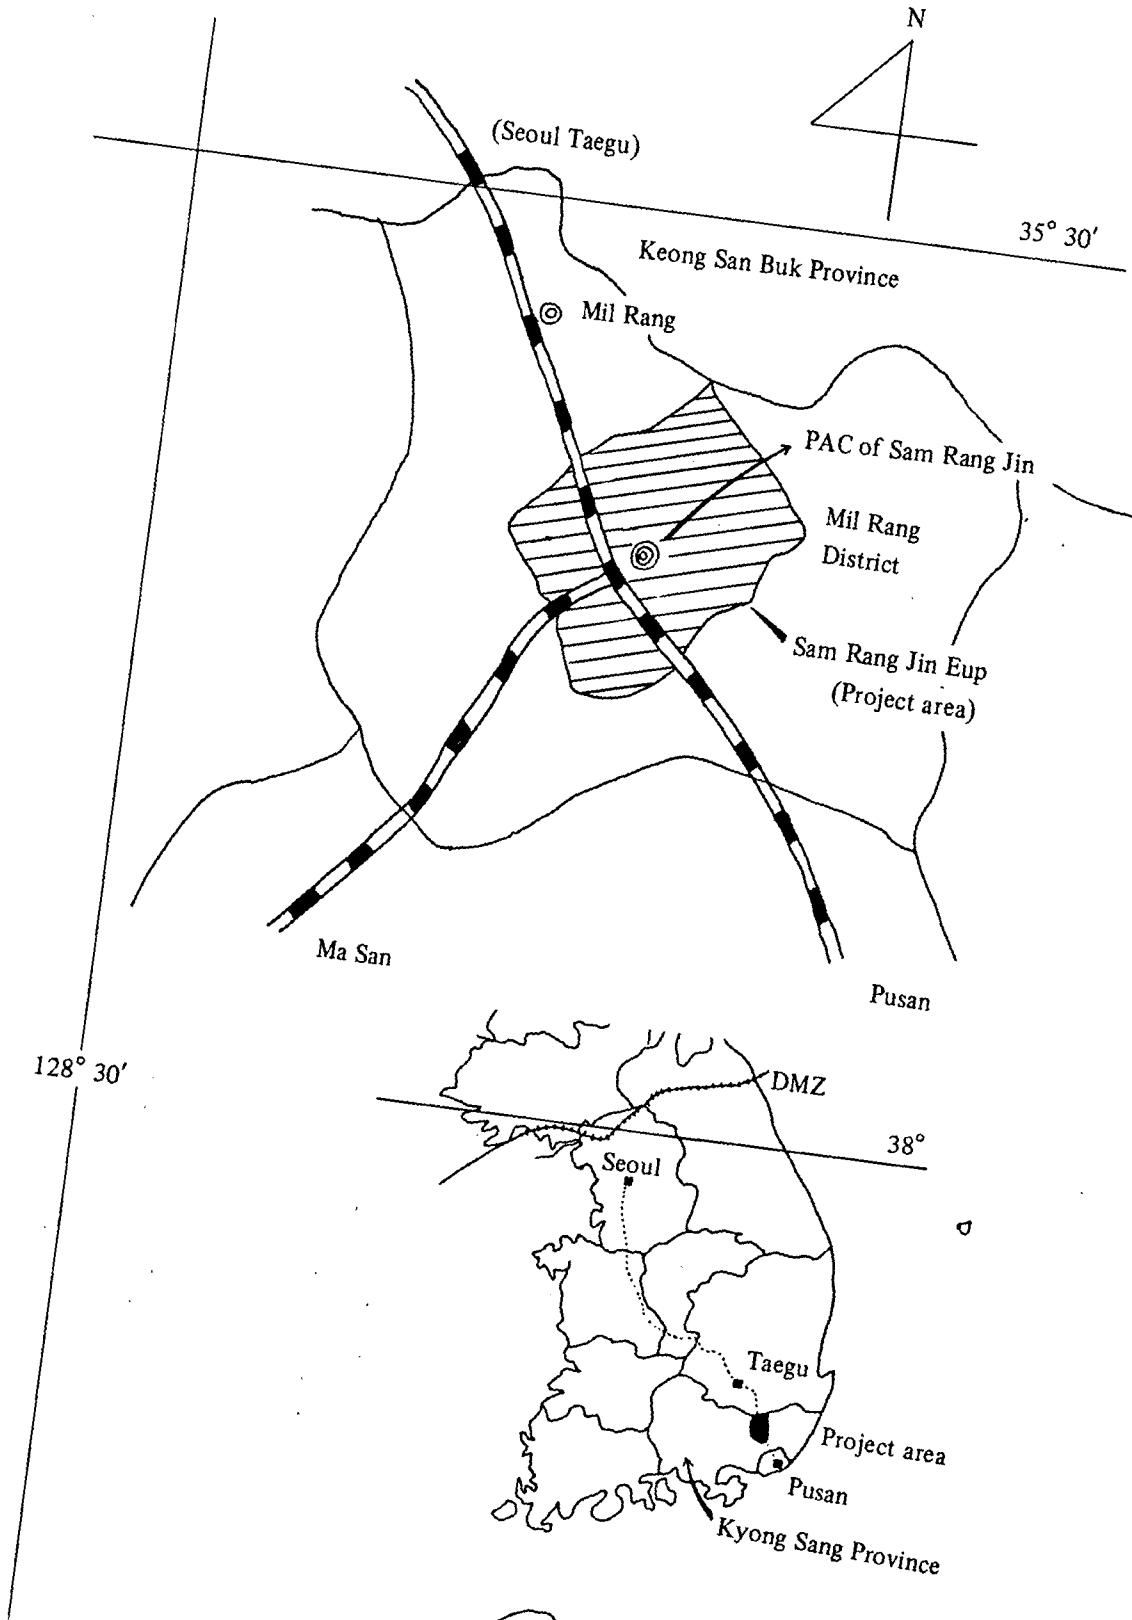 N
(Seoul Taegu)
35° 30′
Keong San Buk Province
Mil Rang
PAC of Sam Rang Jin
Mil Rang
District
Sam Rang Jin Eup
(Project area)
Ma San
Pusan
128° 30′
DMZ
38°
Seoul
Taegu
Project area
Pusan
Kyong Sang Province